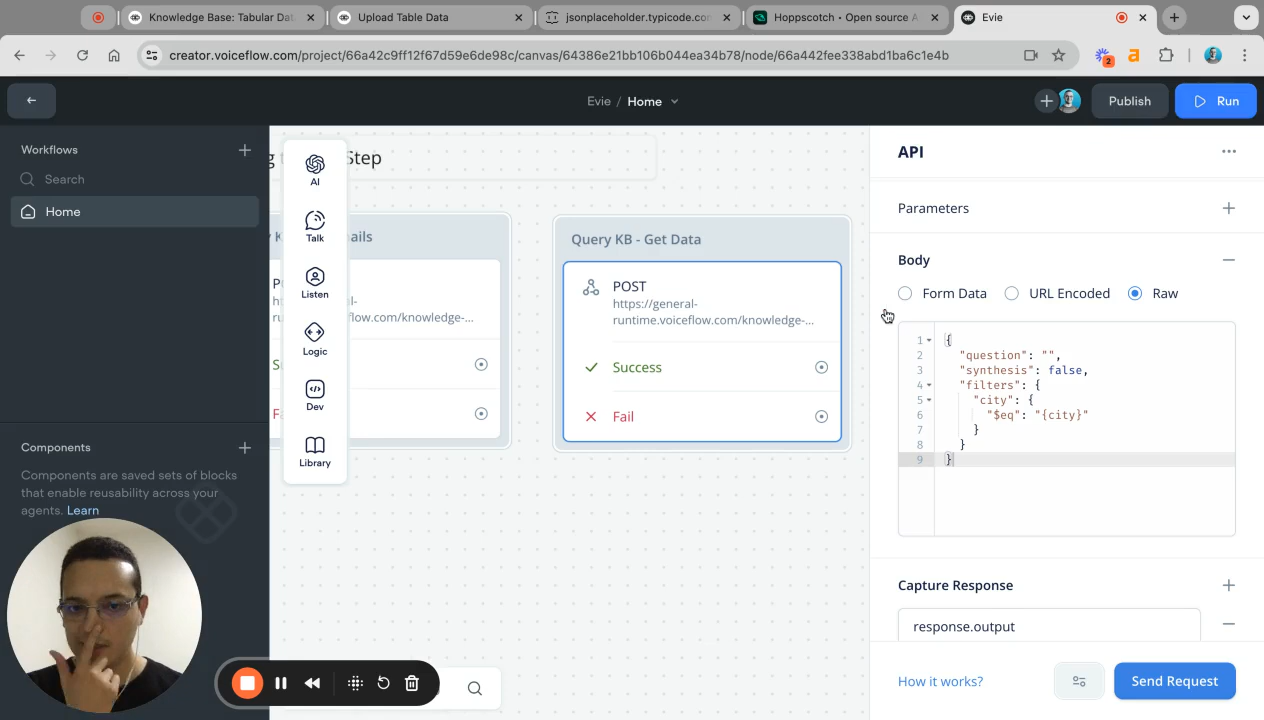 Knowledge Base: Tabular Dat
Upload Table Data
jsonplaceholder.typicode.cor
Hoppscotch • Open source A
Evie
creator.voiceflow.com/project/66a42c9ff12f67d59e6de98c/canvas/64386e21bb106b044ea34b78/node/66a442fee338abd1ba6c1e4b
2
Evie / Home
Publish
Run
Workflows
Search
Home
Components
Components are saved sets of blocks
that enable reusability across your
agents. Learn
Step
AI
Talk
Listen
Logic
Dev
Library
ails
l-
flow.com/knowledge-...
Query KB - Get Data
POST
https://general-
runtime.voiceflow.com/knowledge-...
Success
Fail
API
Parameters
Body
Form Data
URL Encoded
Raw
1 {
2 "question": "",
3 "synthesis": false,
4 "filters": {
5 "city": {
6 "$eq": "{city}"
7 }
8 }
9 }
Capture Response
response.output
How it works?
Send Request